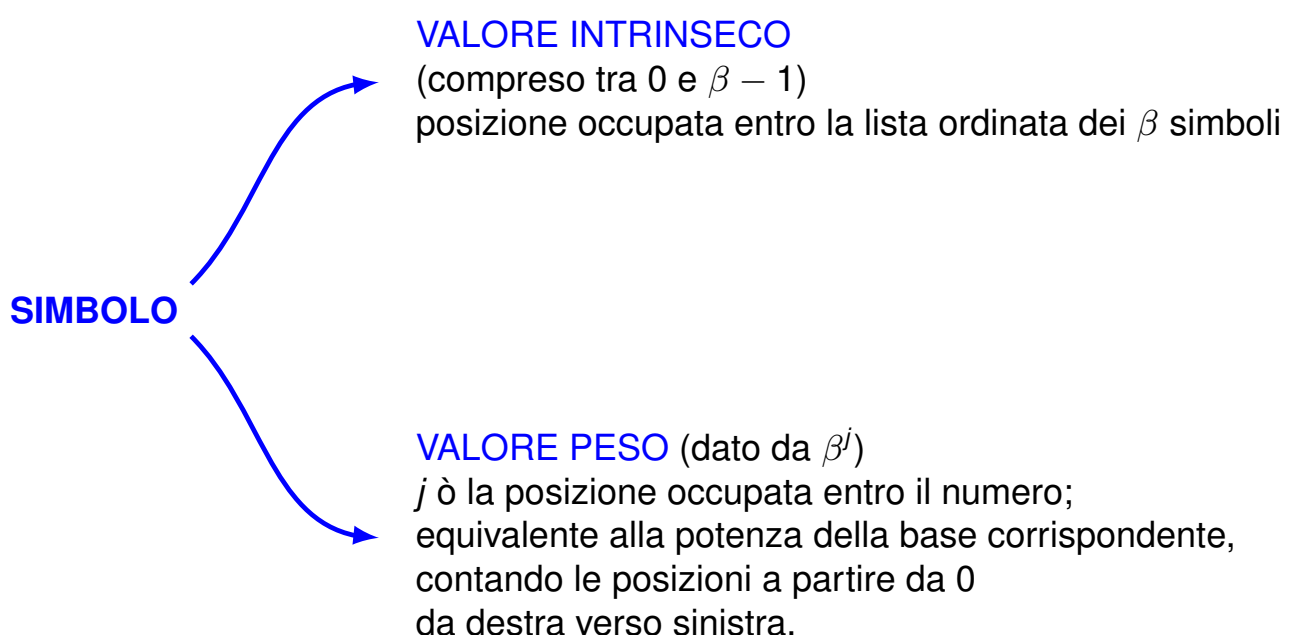 VALORE INTRINSECO
(compreso tra 0 e β − 1)
posizione occupata entro la lista ordinata dei β simboli
SIMBOLO
VALORE PESO (dato da β^j)
j ò la posizione occupata entro il numero;
equivalente alla potenza della base corrispondente,
contando le posizioni a partire da 0
da destra verso sinistra.